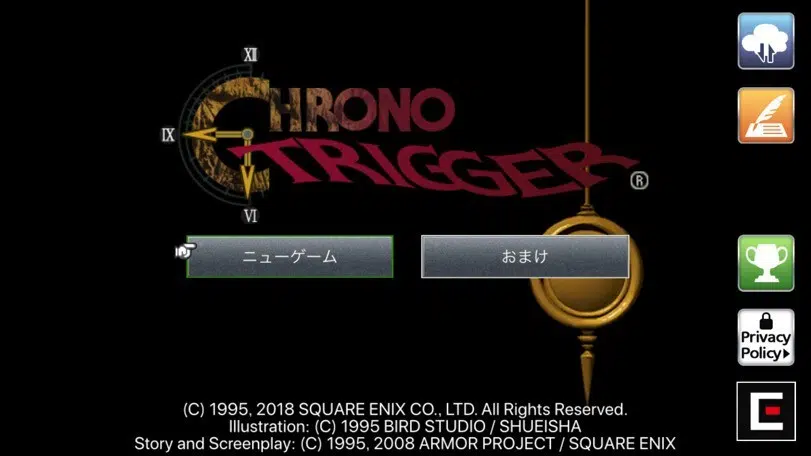 XII
IX
VI
CHRONO
TRIGGER
®
ニューゲーム
おまけ
Privacy
Policy▶
(C) 1995, 2018 SQUARE ENIX CO., LTD. All Rights Reserved.
Illustration: (C) 1995 BIRD STUDIO / SHUEISHA
Story and Screenplay: (C) 1995, 2008 ARMOR PROJECT / SQUARE ENIX